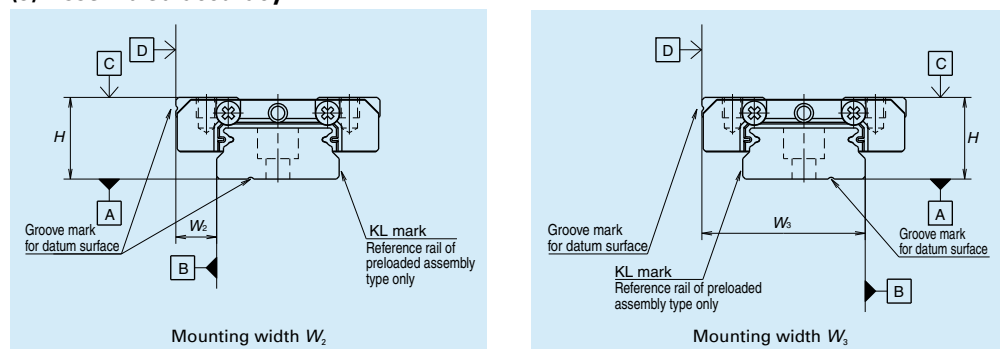 D
C
H
A
Groove mark
for datum surface
W2
B
KL mark
Reference rail of
preloaded assembly
type only
Mounting width W2
D
C
H
A
Groove mark
for datum surface
W3
Groove mark
for datum surface
KL mark
Reference rail of preloaded
assembly type only
B
Mounting width W3